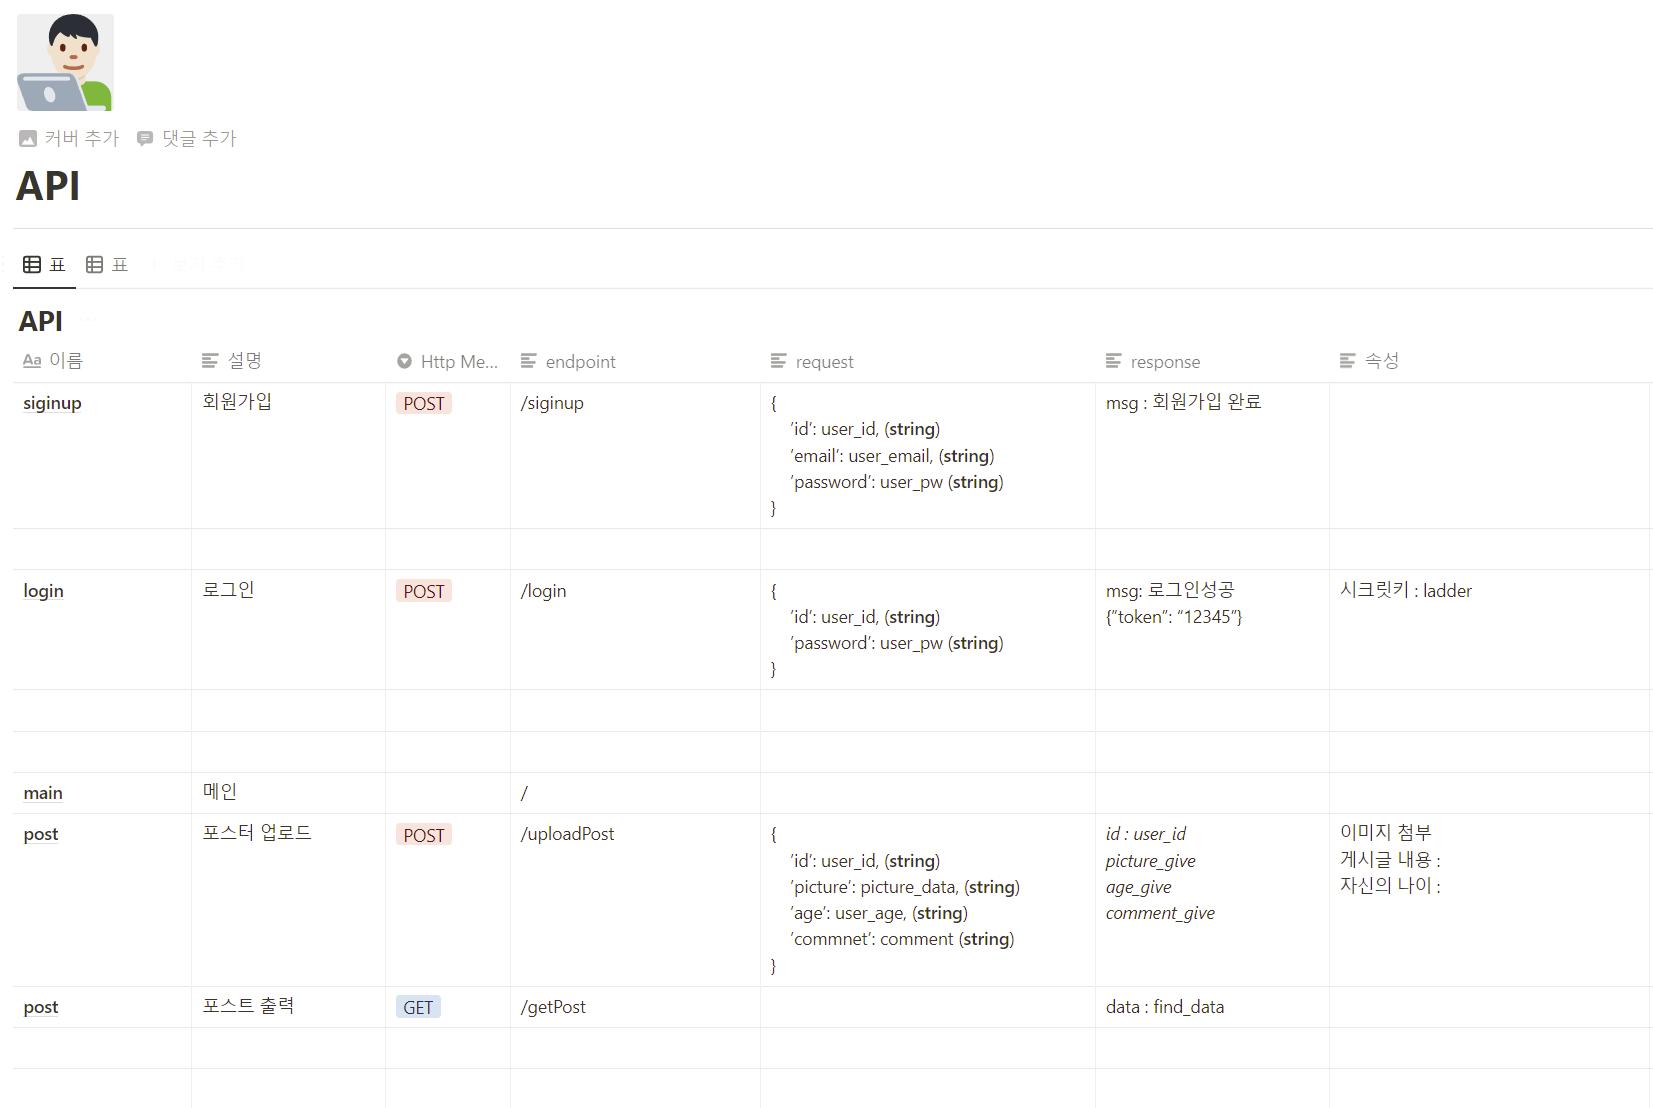 커버 추가 댓글 추가
API
표 표
API
Aa 이름 설명 Http Me... endpoint request response 속성
siginup 회원가입 POST /siginup { msg : 회원가입 완료
'id': user_id, (string)
'email': user_email, (string)
'password': user_pw (string)
}
login 로그인 POST /login { msg: 로그인성공 시크릿키 : ladder
'id': user_id, (string) {"token": "12345"}
'password': user_pw (string)
}
main 메인 /
post 포스터 업로드 POST /uploadPost { id : user_id 이미지 첨부
'id': user_id, (string) picture_give 게시글 내용 :
'picture': picture_data, (string) age_give 자신의 나이 :
'age': user_age, (string) comment_give
'commnet': comment (string)
}
post 포스트 출력 GET /getPost data : find_data